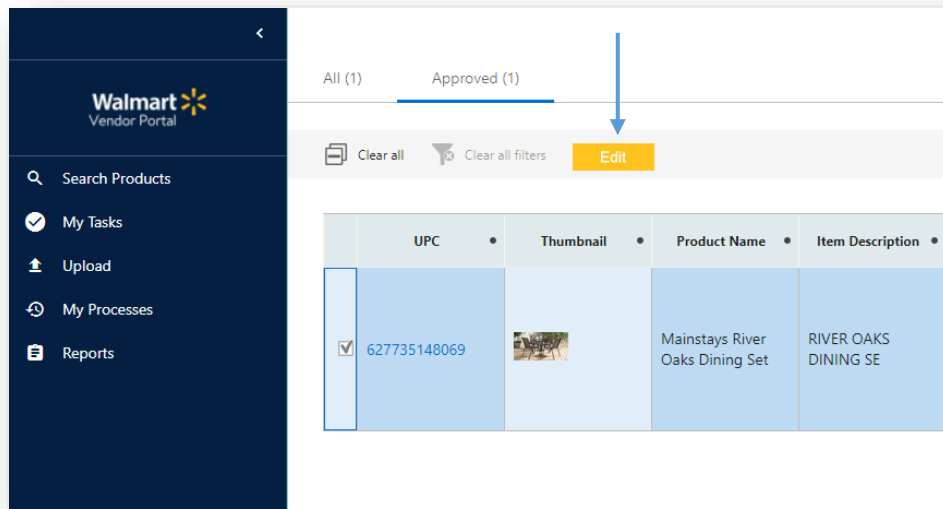 Walmart
Vendor Portal
Search Products
My Tasks
Upload
My Processes
Reports
All (1)
Approved (1)
Clear all
Clear all filters
Edit
UPC
Thumbnail
Product Name
Item Description
627735148069
Mainstays River
Oaks Dining Set
RIVER OAKS
DINING SE